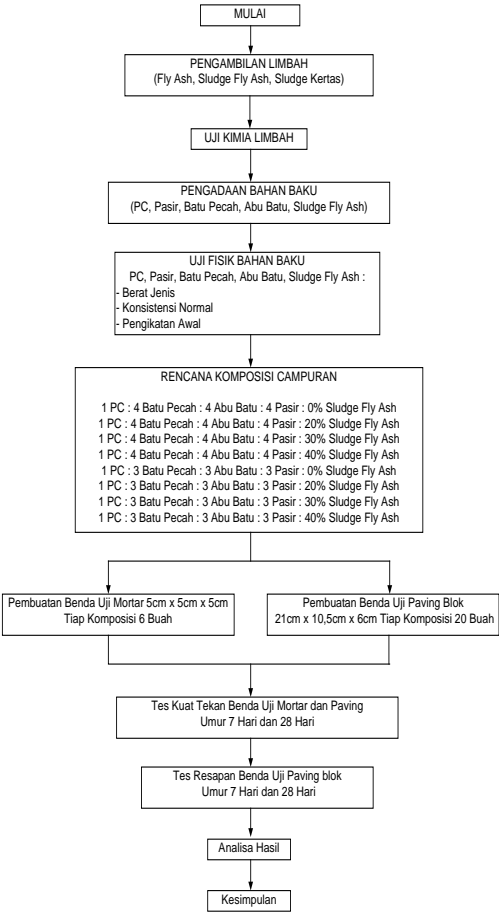 MULAI
PENGAMBILAN LIMBAH
(Fly Ash, Sludge Fly Ash, Sludge Kertas)
UJI KIMIA LIMBAH
PENGADAAN BAHAN BAKU
(PC, Pasir, Batu Pecah, Abu Batu, Sludge Fly Ash)
UJI FISIK BAHAN BAKU
PC, Pasir, Batu Pecah, Abu Batu, Sludge Fly Ash :
- Berat Jenis
- Konsistensi Normal
- Pengikatan Awal
RENCANA KOMPOSISI CAMPURAN
1 PC : 4 Batu Pecah : 4 Abu Batu : 4 Pasir : 0% Sludge Fly Ash
1 PC : 4 Batu Pecah : 4 Abu Batu : 4 Pasir : 20% Sludge Fly Ash
1 PC : 4 Batu Pecah : 4 Abu Batu : 4 Pasir : 30% Sludge Fly Ash
1 PC : 4 Batu Pecah : 4 Abu Batu : 4 Pasir : 40% Sludge Fly Ash
1 PC : 3 Batu Pecah : 3 Abu Batu : 3 Pasir : 0% Sludge Fly Ash
1 PC : 3 Batu Pecah : 3 Abu Batu : 3 Pasir : 20% Sludge Fly Ash
1 PC : 3 Batu Pecah : 3 Abu Batu : 3 Pasir : 30% Sludge Fly Ash
1 PC : 3 Batu Pecah : 3 Abu Batu : 3 Pasir : 40% Sludge Fly Ash
Pembuatan Benda Uji Mortar 5cm x 5cm x 5cm
Tiap Komposisi 6 Buah
Pembuatan Benda Uji Paving Blok
21cm x 10,5cm x 6cm Tiap Komposisi 20 Buah
Tes Kuat Tekan Benda Uji Mortar dan Paving
Umur 7 Hari dan 28 Hari
Tes Resapan Benda Uji Paving blok
Umur 7 Hari dan 28 Hari
Analisa Hasil
Kesimpulan